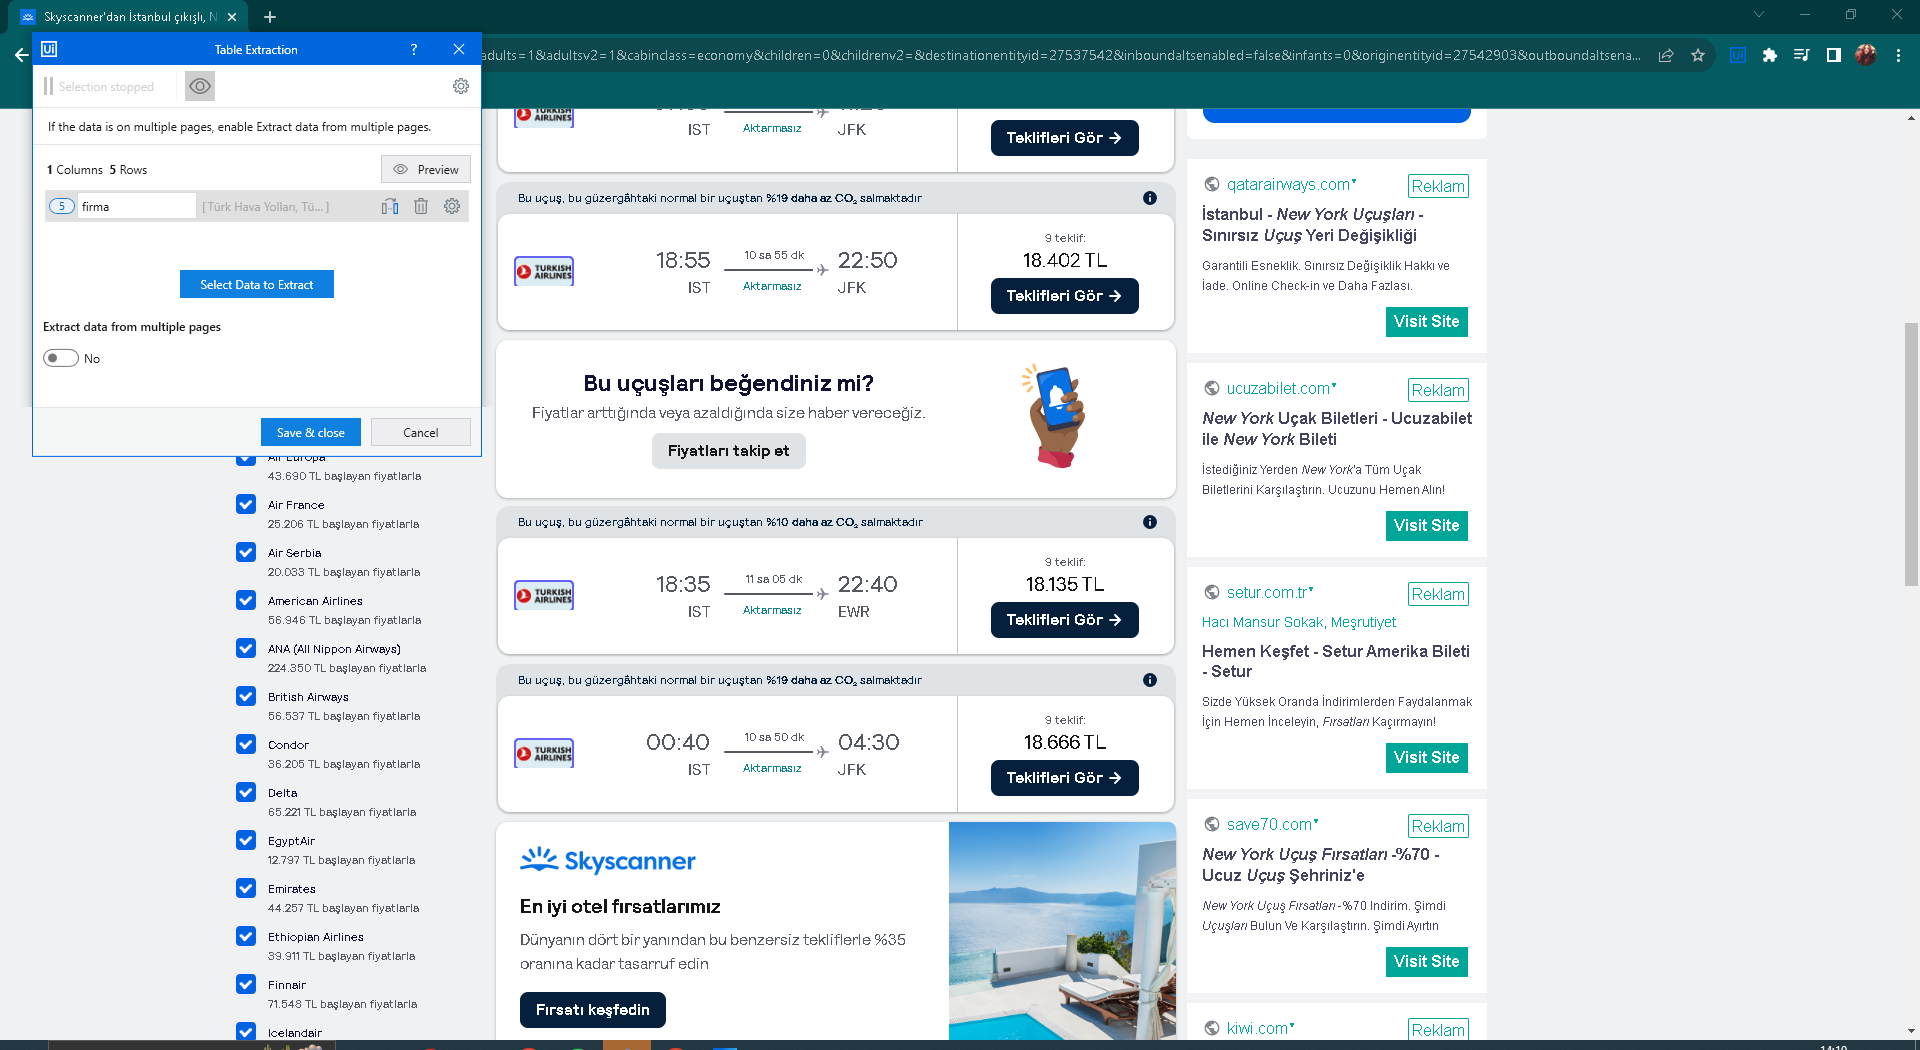 Skyscanner'dan İstanbul çıkışlı, N
Ui Table Extraction ?
adults=1&adultsv2=1&cabinclass=economy&children=0&childrenv2=&destinationentityid=27537542&inboundaltsenabled=false&infants=0&originentityid=27542903&outboundaltsena...
Selection stopped
If the data is on multiple pages, enable Extract data from multiple pages.
1 Columns 5 Rows
Preview
5 firma [Türk Hava Yolları, Tü...]
Select Data to Extract
Extract data from multiple pages
No
Save & close Cancel
Air Europa
43.690 TL başlayan fiyatlarla
Air France
25.206 TL başlayan fiyatlarla
Air Serbia
20.033 TL başlayan fiyatlarla
American Airlines
56.946 TL başlayan fiyatlarla
ANA (All Nippon Airways)
224.350 TL başlayan fiyatlarla
British Airways
56.537 TL başlayan fiyatlarla
Condor
36.205 TL başlayan fiyatlarla
Delta
65.221 TL başlayan fiyatlarla
EgyptAir
12.797 TL başlayan fiyatlarla
Emirates
44.257 TL başlayan fiyatlarla
Ethiopian Airlines
39.911 TL başlayan fiyatlarla
Finnair
71.548 TL başlayan fiyatlarla
Icelandair
AIRLINES
IST Aktarmasız JFK
Teklifleri Gör →
Bu uçuş, bu güzergâhtaki normal bir uçuştan %19 daha az CO₂ salmaktadır
TURKISH AIRLINES
18:55 10 sa 55 dk 22:50
IST Aktarmasız JFK
9 teklif:
18.402 TL
Teklifleri Gör →
Bu uçuşları beğendiniz mi?
Fiyatlar arttığında veya azaldığında size haber vereceğiz.
Fiyatları takip et
Bu uçuş, bu güzergâhtaki normal bir uçuştan %10 daha az CO₂ salmaktadır
TURKISH AIRLINES
18:35 11 sa 05 dk 22:40
IST Aktarmasız EWR
9 teklif:
18.135 TL
Teklifleri Gör →
Bu uçuş, bu güzergâhtaki normal bir uçuştan %19 daha az CO₂ salmaktadır
TURKISH AIRLINES
00:40 10 sa 50 dk 04:30
IST Aktarmasız JFK
9 teklif:
18.666 TL
Teklifleri Gör →
Skyscanner
En iyi otel fırsatlarımız
Dünyanın dört bir yanından bu benzersiz tekliflerle %35
oranına kadar tasarruf edin
Fırsatı keşfedin
qatarairways.com Reklam
İstanbul - New York Uçuşları -
Sınırsız Uçuş Yeri Değişikliği
Garantili Esneklik. Sınırsız Değişiklik Hakkı ve
İade. Online Check-in ve Daha Fazlası.
Visit Site
ucuzabilet.com Reklam
New York Uçak Biletleri - Ucuzabilet
ile New York Bileti
İstediğiniz Yerden New York'a Tüm Uçak
Biletlerini Karşılaştırın. Ucuzunu Hemen Alın!
Visit Site
setur.com.tr Reklam
Hacı Mansur Sokak, Meşrutiyet
Hemen Keşfet - Setur Amerika Bileti
- Setur
Sizde Yüksek Oranda İndirimlerden Faydalanmak
İçin Hemen İnceleyin, Fırsatları Kaçırmayın!
Visit Site
save70.com Reklam
New York Uçuş Fırsatları -%70 -
Ucuz Uçuş Şehriniz'e
New York Uçuş Fırsatları -%70 Indirim. Şimdi
Uçuşları Bulun Ve Karşılaştırın. Şimdi Ayırtın
Visit Site
kiwi.com Reklam